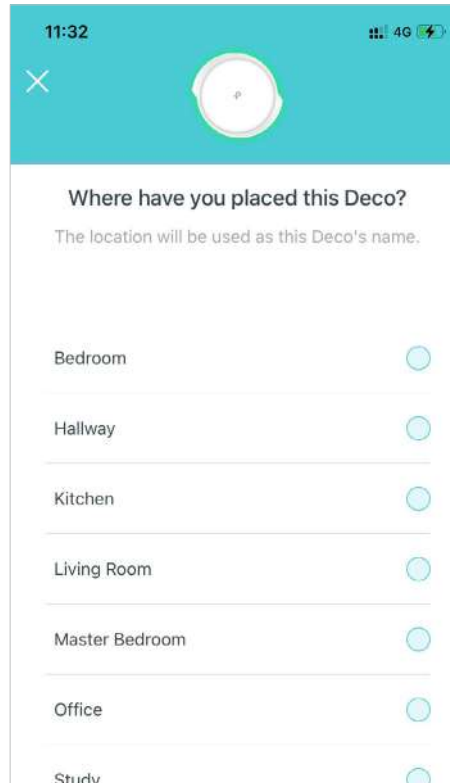 11:32
4G
Where have you placed this Deco?
The location will be used as this Deco's name.
Bedroom
Hallway
Kitchen
Living Room
Master Bedroom
Office
Study